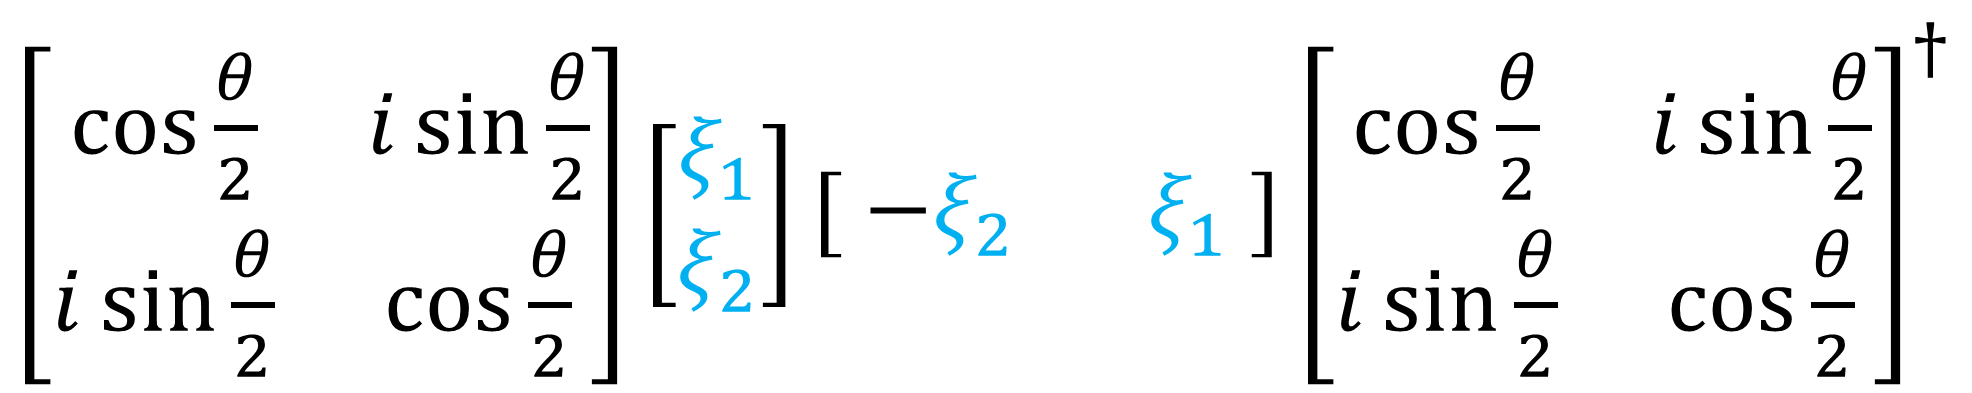 [cos θ/2 i sin θ/2; i sin θ/2 cos θ/2] [ξ₁; ξ₂] [ −ξ₂ ξ₁ ] [cos θ/2 i sin θ/2; i sin θ/2 cos θ/2]†